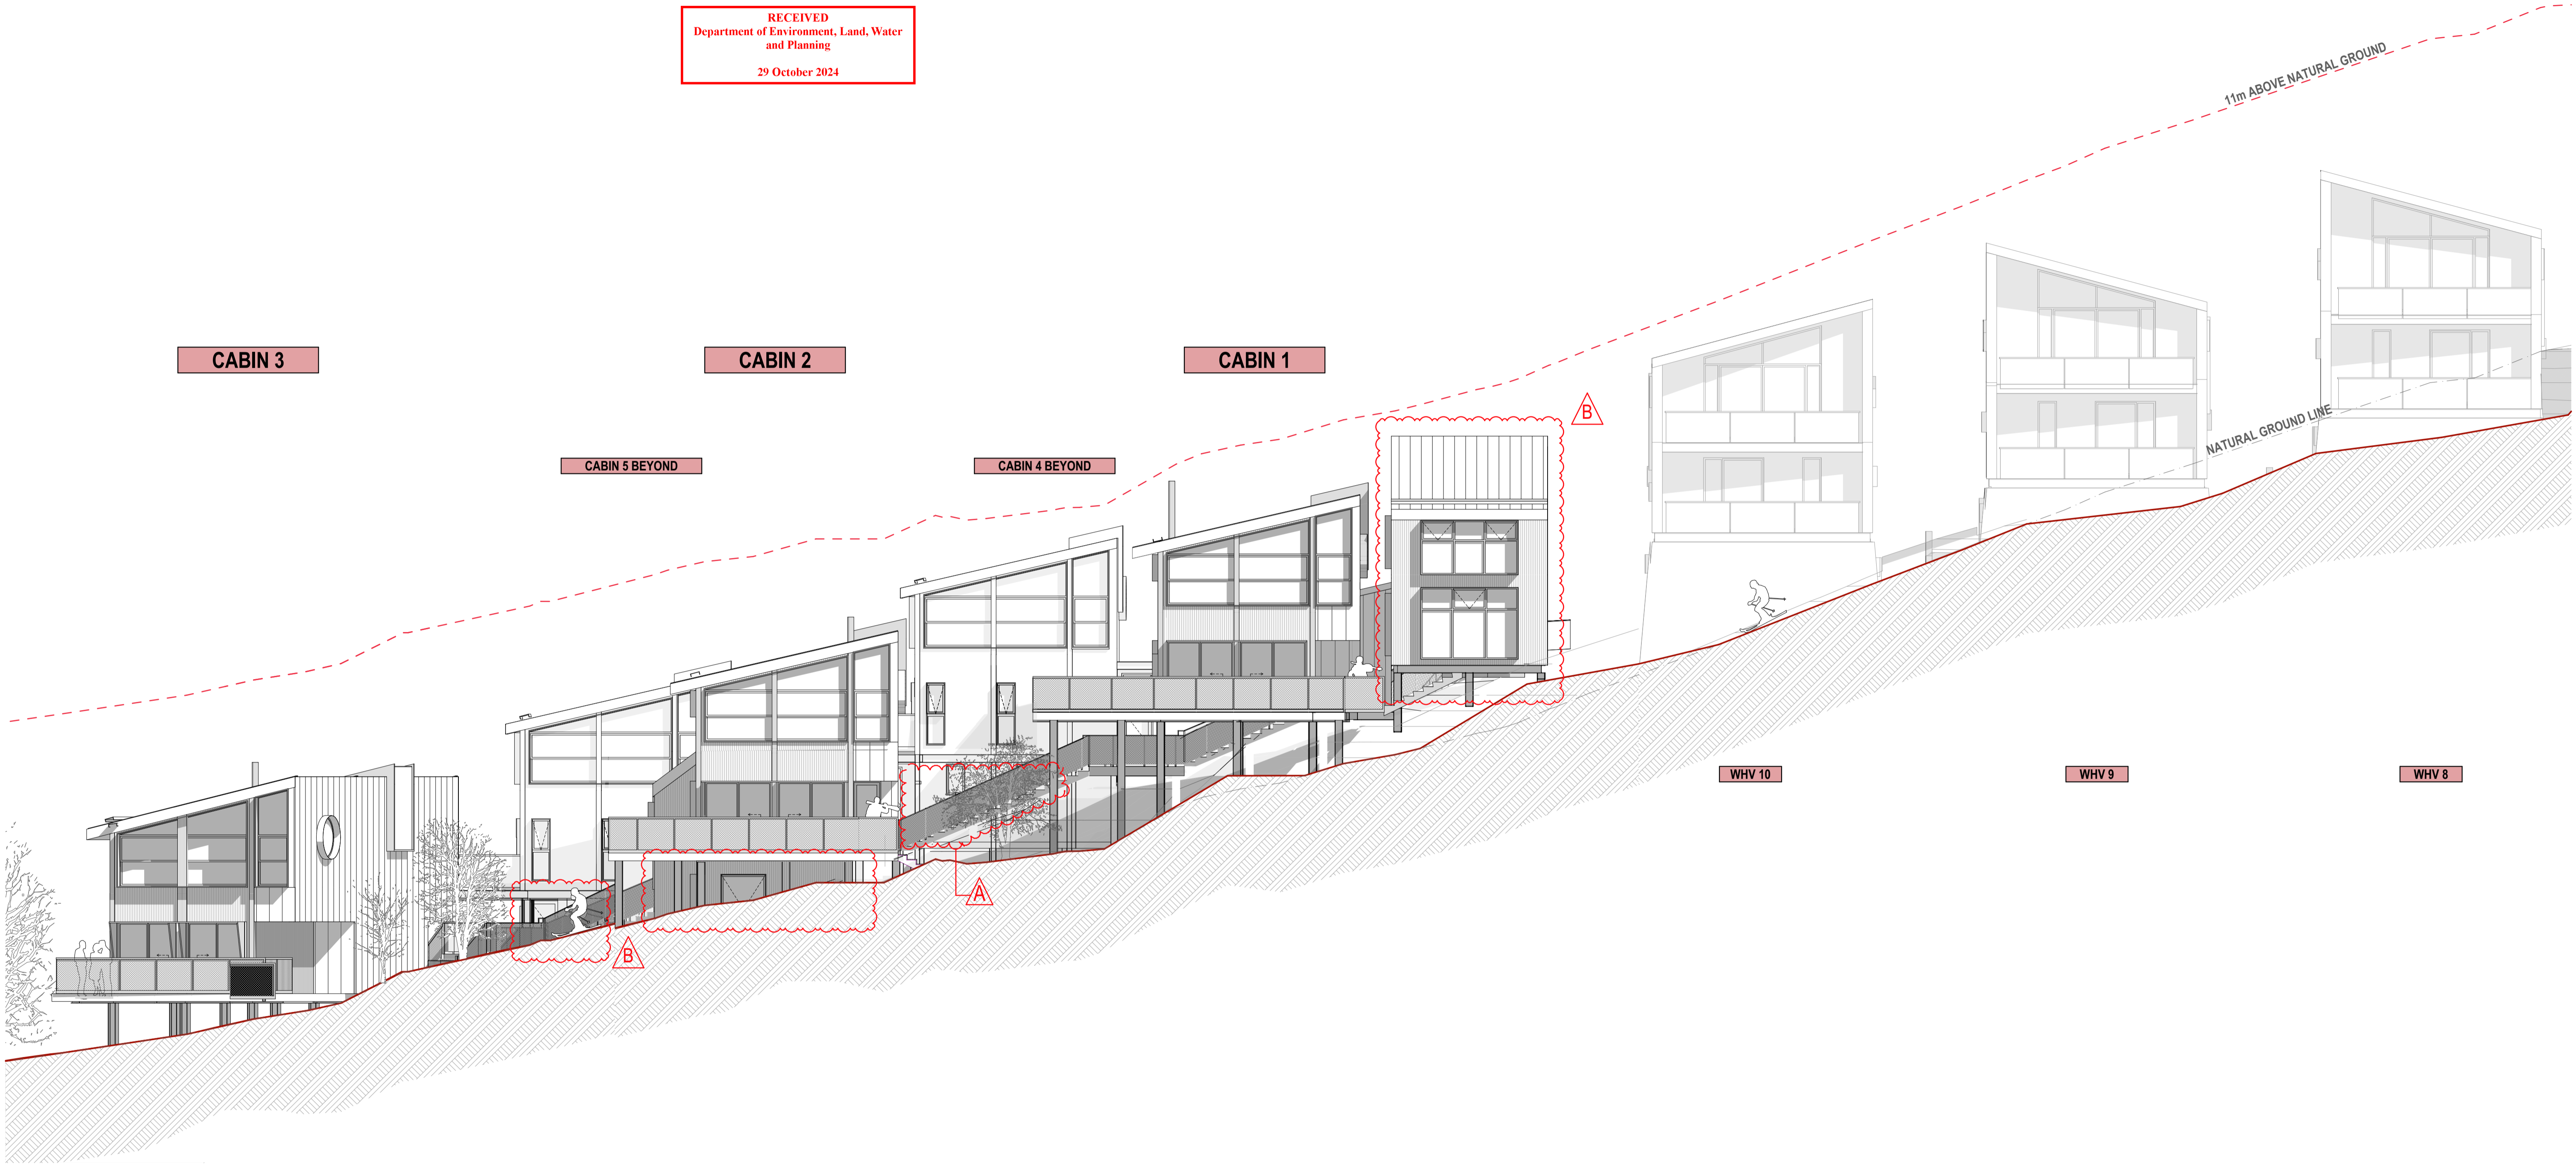 RECEIVED
Department of Environment, Land, Water
and Planning
29 October 2024
11m ABOVE NATURAL GROUND
CABIN 3
CABIN 2
CABIN 1
B
NATURAL GROUND LINE
CABIN 5 BEYOND
CABIN 4 BEYOND
WHV 10
WHV 9
WHV 8
A
B